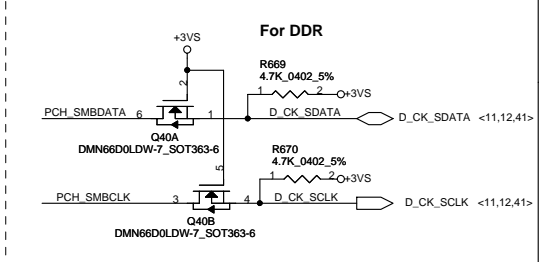 For DDR
+3VS
R669
4.7K_0402_5%
1 2 +3VS
2
PCH_SMBDATA 6 1 D_CK_SDATA D_CK_SDATA <11,12,41>
Q40A
DMN66D0LDW-7_SOT363-6
R670
4.7K_0402_5%
5
1 2 +3VS
PCH_SMBCLK 3 4 D_CK_SCLK D_CK_SCLK <11,12,41>
Q40B
DMN66D0LDW-7_SOT363-6